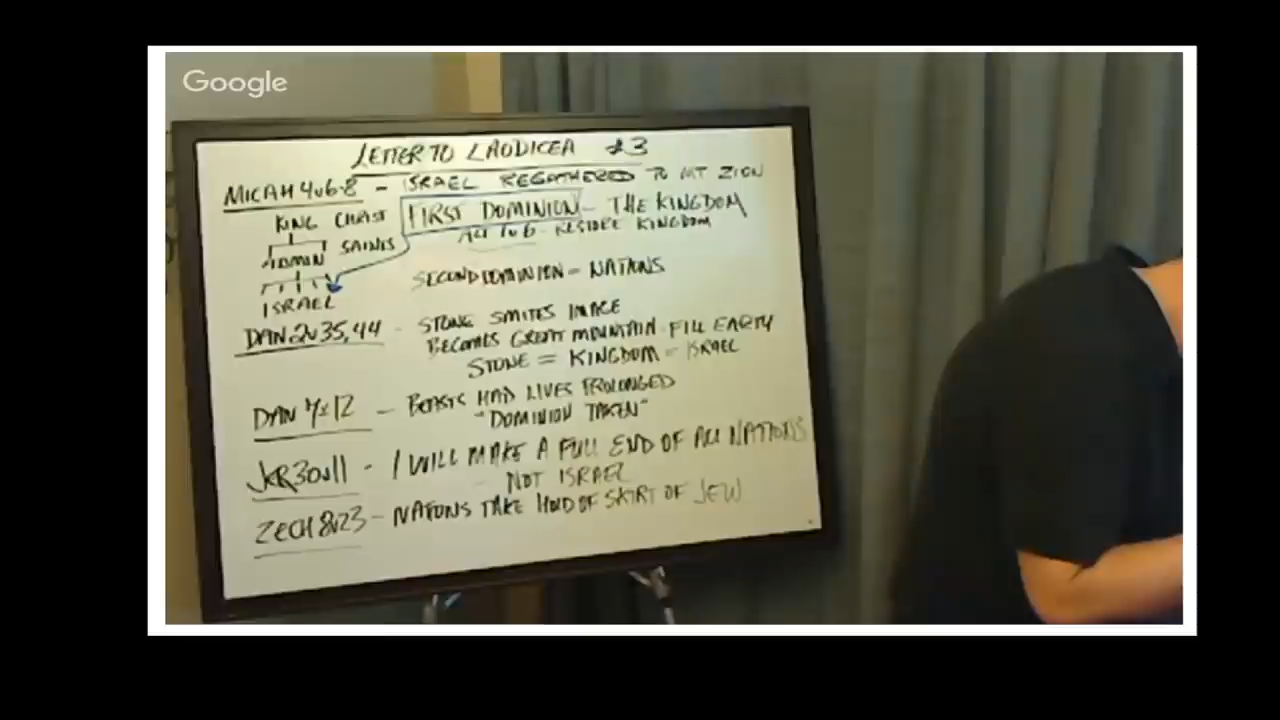 Google
LETTER TO LAODICEA #3
MICAH 4v6-8 - ISRAEL REGATHERED TO MT ZION
KING CHRIST
FIRST DOMINION - THE KINGDOM
ACT 1v6 - RESTORE KINGDOM
ADMIN SAINTS
ISRAEL
SECOND DOMINION = NATIONS
DAN 2v35,44 - STONE SMITES IMAGE
BECOMES GREAT MOUNTAIN - FILL EARTH
STONE = KINGDOM = ISRAEL
DAN 7v12 - BEASTS HAD LIVES PROLONGED
"DOMINION TAKEN"
JER 30v11 - I WILL MAKE A FULL END OF ALL NATIONS
NOT ISRAEL
ZECH 8v23 - NATIONS TAKE HOLD OF SKIRT OF JEW